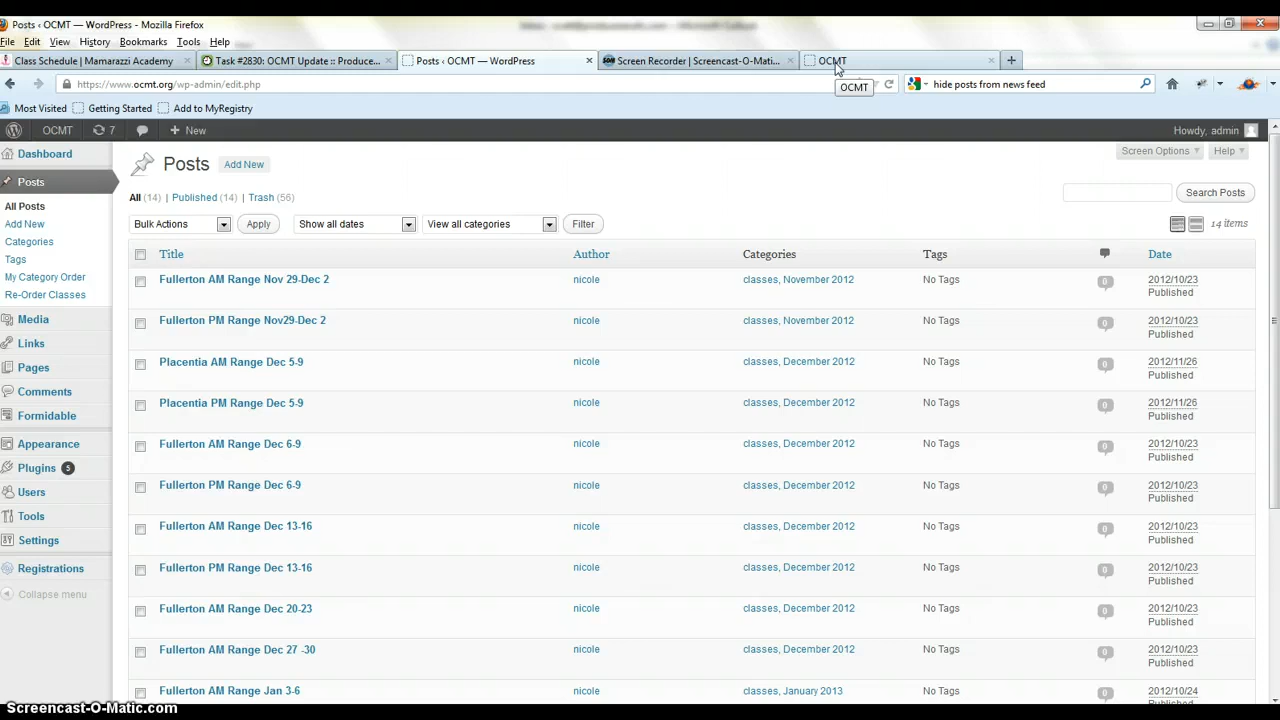 Posts ‹ OCMT — WordPress - Mozilla Firefox
File Edit View History Bookmarks Tools Help
Class Schedule | Mamarazzi Academy
Task #2830: OCMT Update :: Produce...
Posts ‹ OCMT — WordPress
Screen Recorder | Screencast-O-Mati...
OCMT
https://www.ocmt.org/wp-admin/edit.php
OCMT
hide posts from news feed
Most Visited Getting Started Add to MyRegistry
OCMT 7 + New Howdy, admin
Dashboard
Posts
All Posts
Add New
Categories
Tags
My Category Order
Re-Order Classes
Media
Links
Pages
Comments
Formidable
Appearance
Plugins 5
Users
Tools
Settings
Registrations
Collapse menu
Screen Options Help
Posts Add New
All (14) | Published (14) | Trash (56)
Search Posts
Bulk Actions Apply Show all dates View all categories Filter 14 items
Title Author Categories Tags Date
Fullerton AM Range Nov 29-Dec 2 nicole classes, November 2012 No Tags 0 2012/10/23
Published
Fullerton PM Range Nov29-Dec 2 nicole classes, November 2012 No Tags 0 2012/10/23
Published
Placentia AM Range Dec 5-9 nicole classes, December 2012 No Tags 0 2012/11/26
Published
Placentia PM Range Dec 5-9 nicole classes, December 2012 No Tags 0 2012/11/26
Published
Fullerton AM Range Dec 6-9 nicole classes, December 2012 No Tags 0 2012/10/23
Published
Fullerton PM Range Dec 6-9 nicole classes, December 2012 No Tags 0 2012/10/23
Published
Fullerton AM Range Dec 13-16 nicole classes, December 2012 No Tags 0 2012/10/23
Published
Fullerton PM Range Dec 13-16 nicole classes, December 2012 No Tags 0 2012/10/23
Published
Fullerton AM Range Dec 20-23 nicole classes, December 2012 No Tags 0 2012/10/23
Published
Fullerton AM Range Dec 27 -30 nicole classes, December 2012 No Tags 0 2012/10/23
Published
Fullerton AM Range Jan 3-6 nicole classes, January 2013 No Tags 0 2012/10/24
Published
Screencast-O-Matic.com